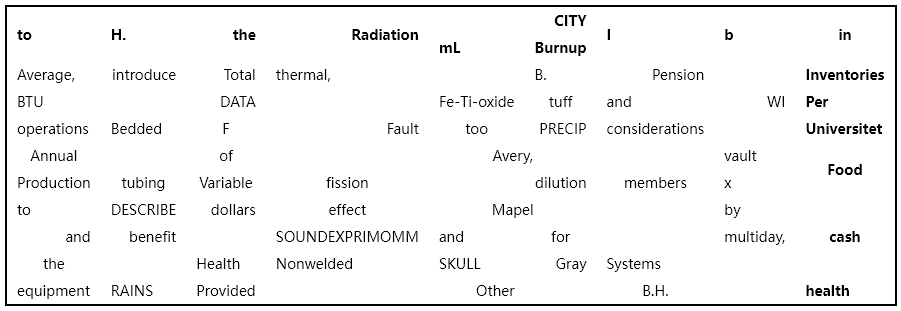 to H. the Radiation mL CITY Burnup I b in
Average, introduce Total thermal, B. Pension Inventories
BTU DATA Fe-Ti-oxide tuff and WI Per
operations Bedded F Fault too PRECIP considerations Universitet
Annual of Avery, vault Food
Production tubing Variable fission dilution members x
to DESCRIBE dollars effect Mapel by
and benefit SOUNDEXPRIMOMM and for multiday, cash
the Health Nonwelded SKULL Gray Systems
equipment RAINS Provided Other B.H. health